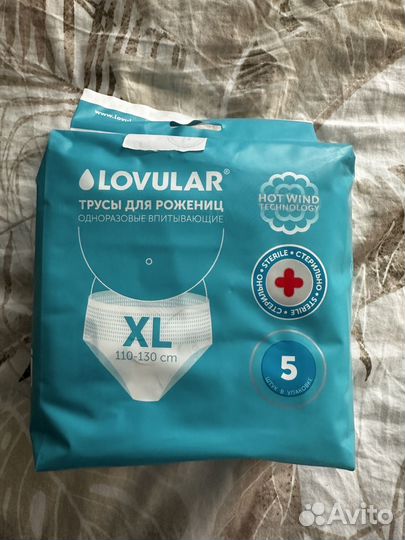 www.lovul
LOVULAR®
ТРУСЫ ДЛЯ РОЖЕНИЦ
ОДНОРАЗОВЫЕ ВПИТЫВАЮЩИЕ
HOT WIND
TECHNOLOGY
STERILE • СТЕРИЛЬНО • STERILE • СТЕРИЛЬНО
XL
110-130 cm
5
ШТУК В УПАКОВКЕ
Avito